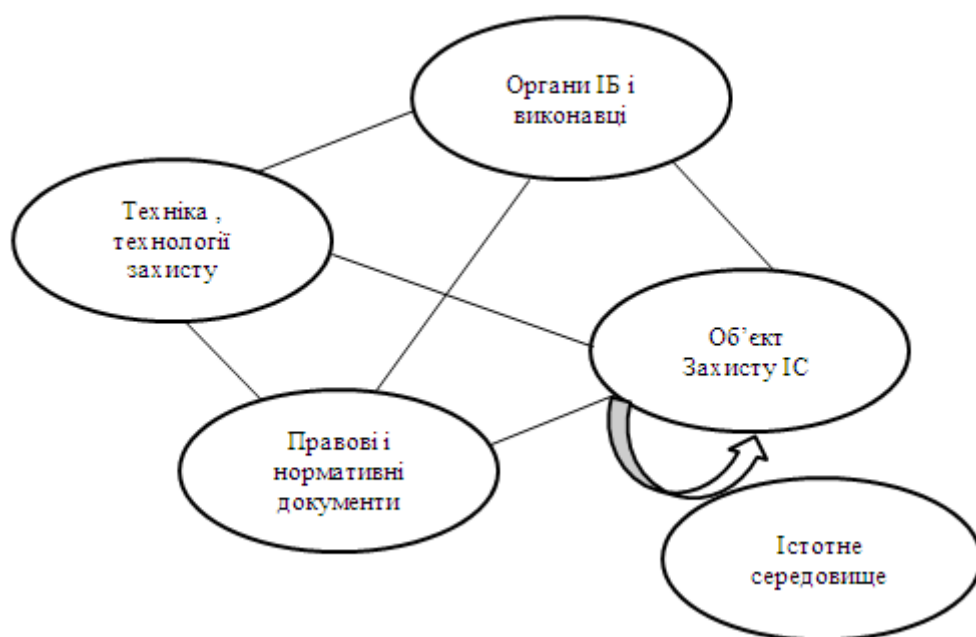 Органи ІБ і
виконавці
Техніка ,
технології
захисту
Об’єкт
Захисту ІС
Правові і
нормативні
документи
Істотне
середовище